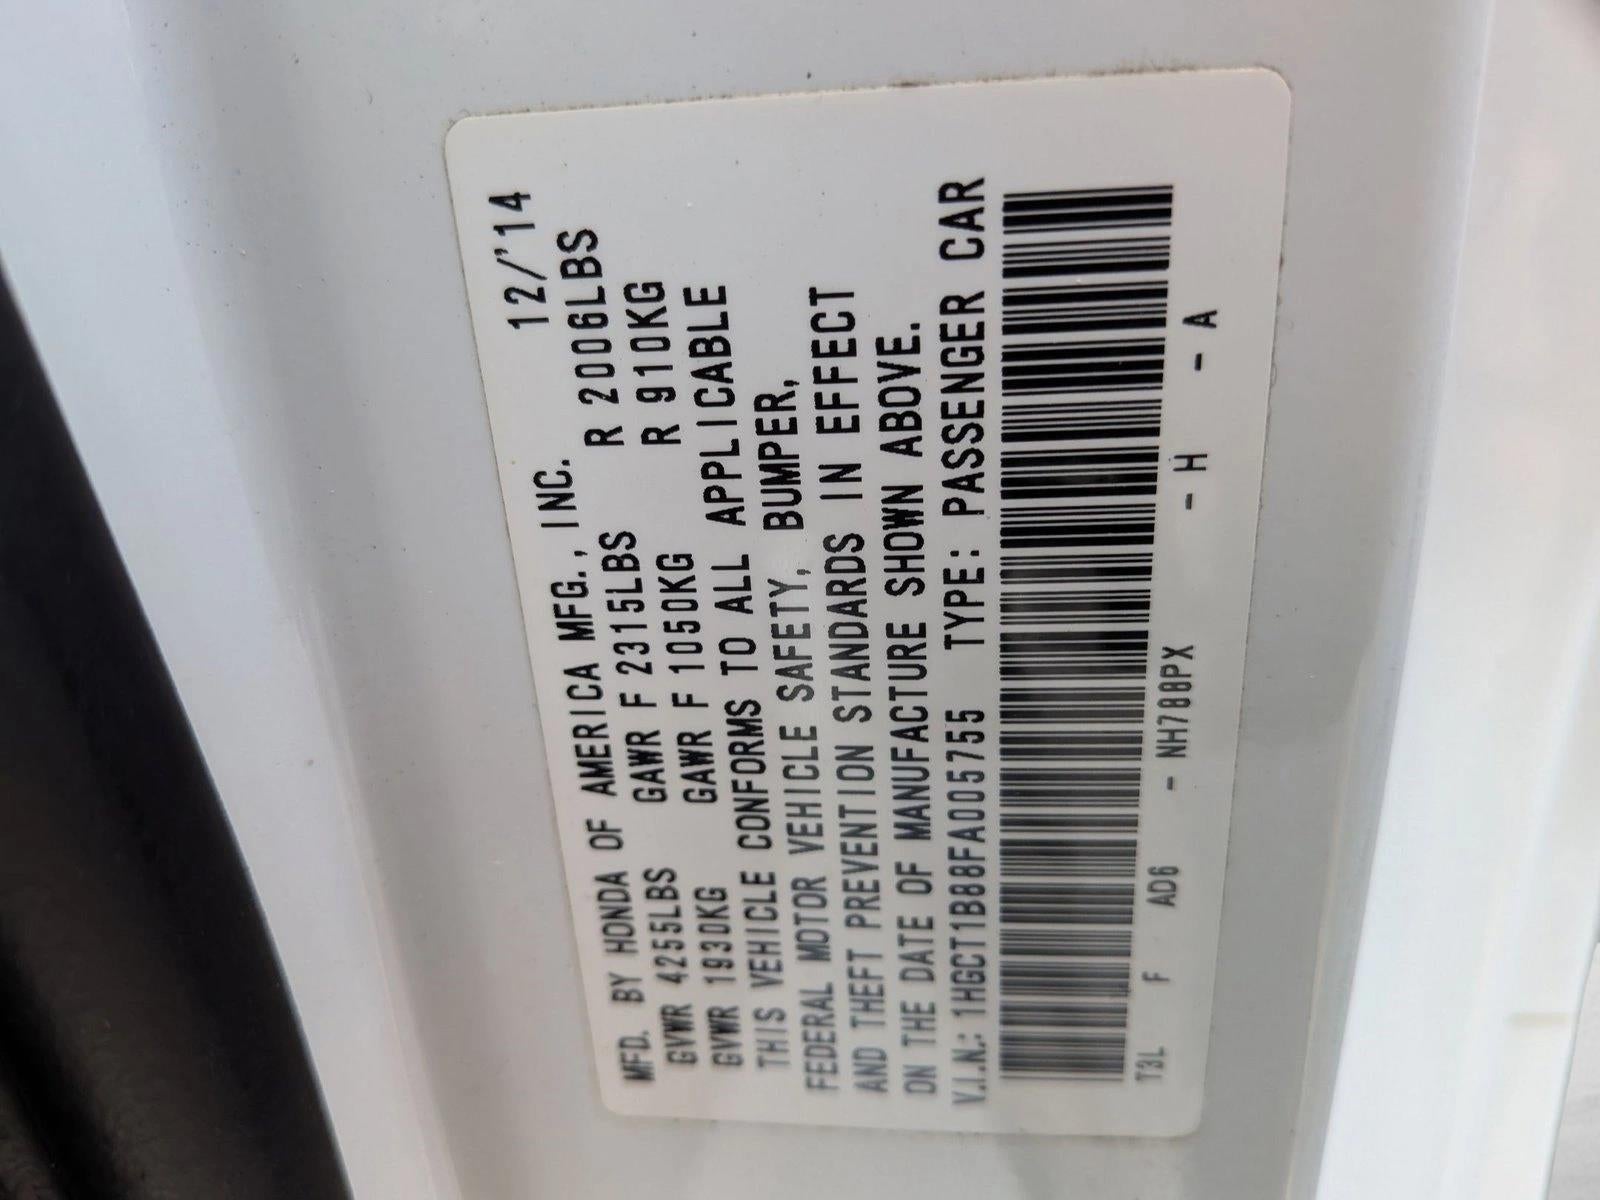 MFD. BY HONDA OF AMERICA MFG., INC. 12/'14
GVWR 4255LBS GAWR F 2315LBS R 2006LBS
GVWR 1930KG GAWR F 1050KG R 910KG
THIS VEHICLE CONFORMS TO ALL APPLICABLE
FEDERAL MOTOR VEHICLE SAFETY, BUMPER,
AND THEFT PREVENTION STANDARDS IN EFFECT
ON THE DATE OF MANUFACTURE SHOWN ABOVE.
V.I.N.: 1HGCT1B88FA005755 TYPE: PASSENGER CAR
T3L F AD6 - NH788PX - H - A